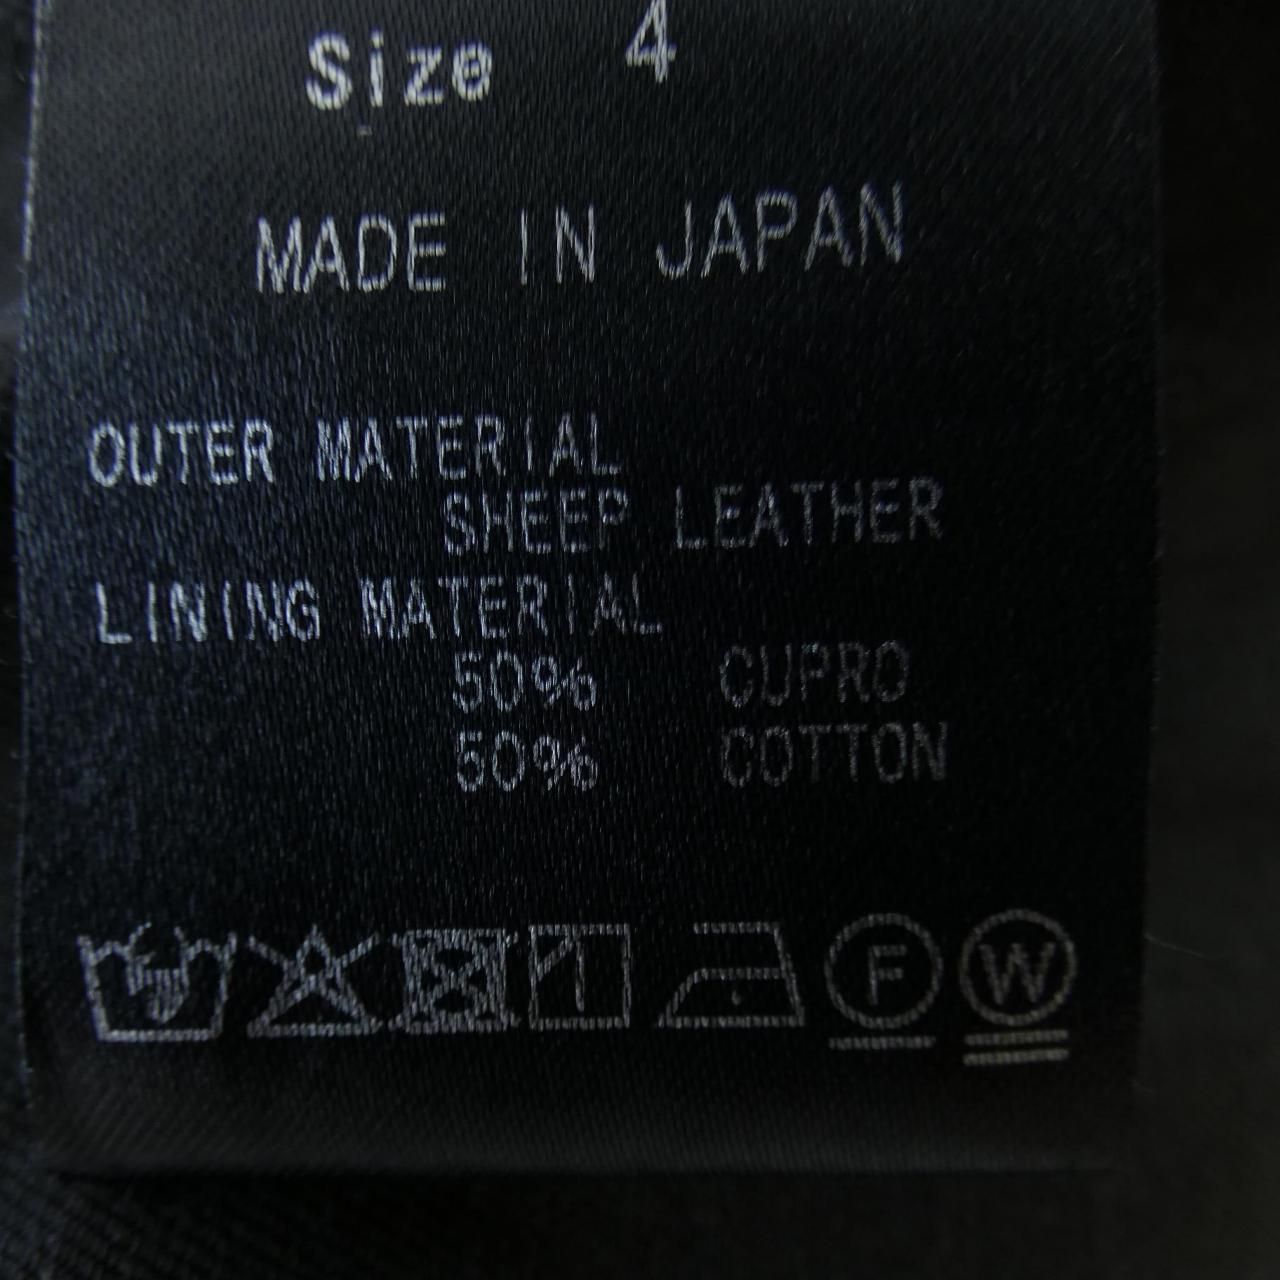 Size 4
MADE IN JAPAN
OUTER MATERIAL
SHEEP LEATHER
LINING MATERIAL
50% CUPRO
50% COTTON
F W